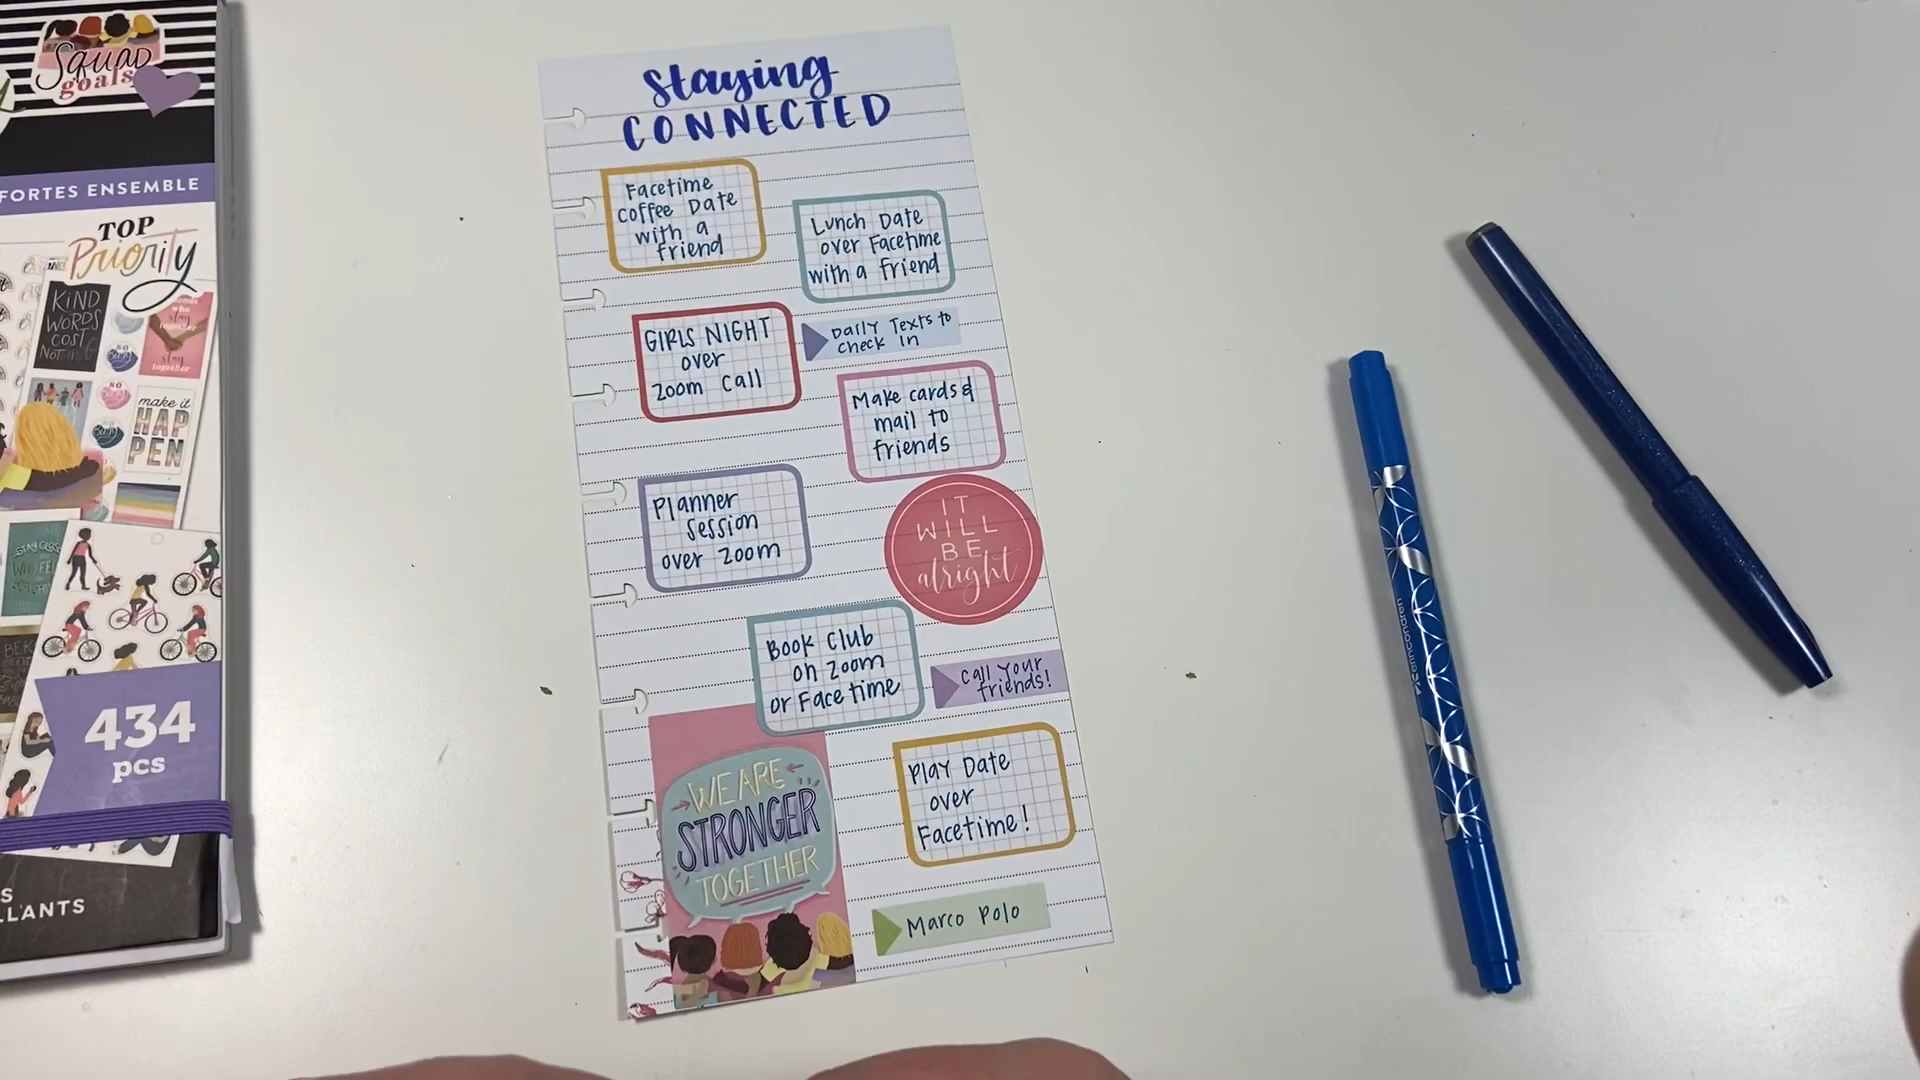 Squad
goals
FORTES ENSEMBLE
TOP
Priority
KIND
WORDS
COST
NOTHING
stay
together
make it
HAP
PEN
434
pcs
LLANTS
Staying
CONNECTED
Facetime
Coffee Date
with a
friend
Lunch Date
over Facetime
with a friend
GIRLS NIGHT
over
Zoom Call
Daily Texts to
Check In
Make cards &
mail to
friends
Planner
Session
over Zoom
IT
WILL
BE
alright
Book Club
on Zoom
or Facetime
Call your
friends!
WE ARE
STRONGER
TOGETHER
Play Date
over
Facetime!
Marco Polo